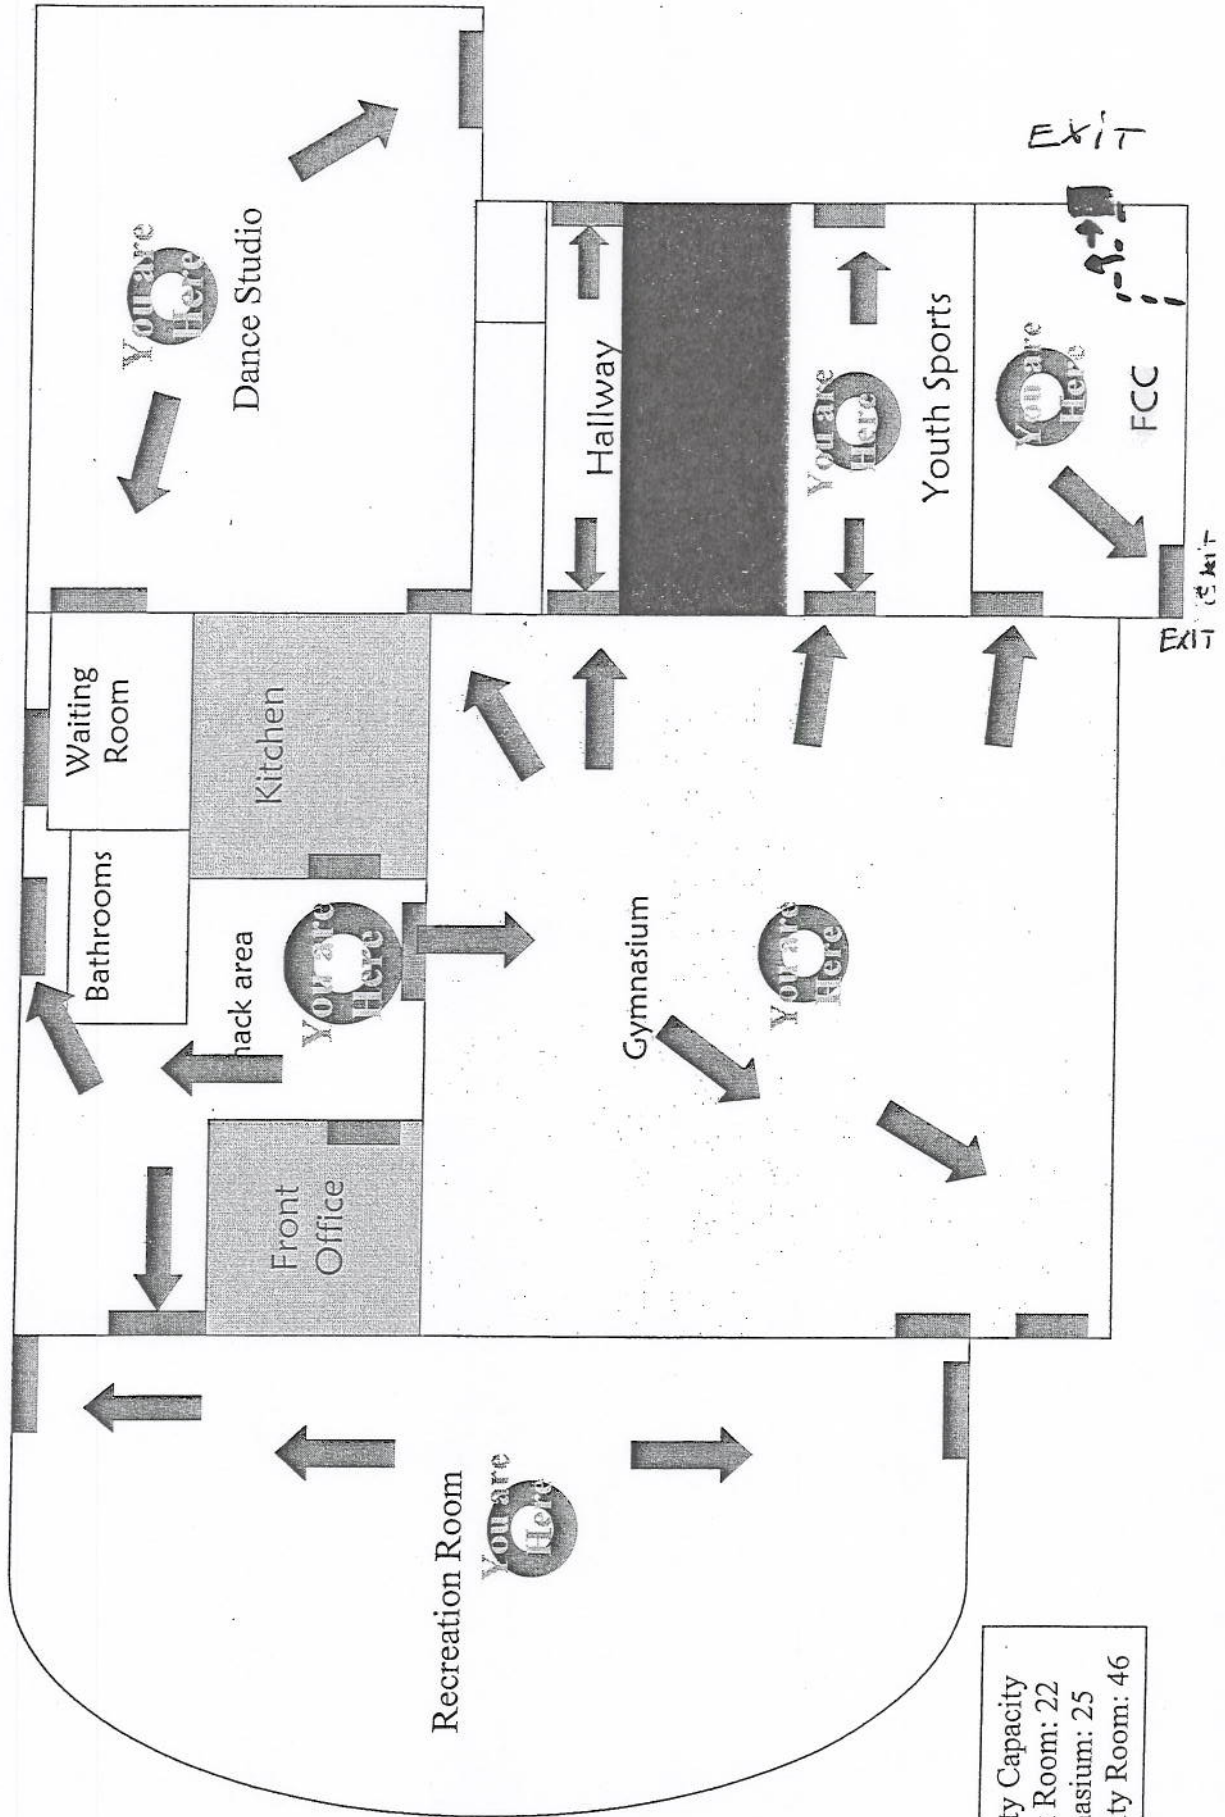 You are
Here
Dance Studio
Waiting
Room
Bathrooms
Kitchen
nack area
You are
Here
Front
Office
Hallway
You are
Here
Youth Sports
You are
Here
FCC
EXiT
EXIT
Gymnasium
You are
Here
Recreation Room
You are
Here
ty Capacity
Room: 22
nasium: 25
ty Room: 46